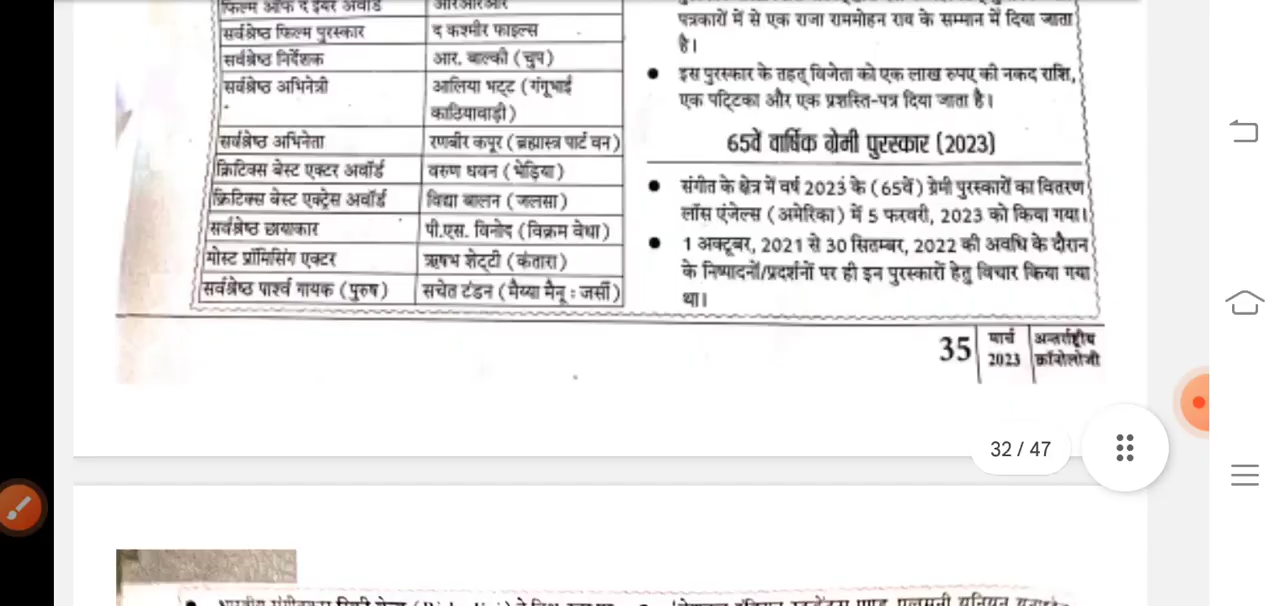 फिल्म ऑफ द ईयर अवॉर्ड आरआरआर
सर्वश्रेष्ठ फिल्म पुरस्कार द कश्मीर फाइल्स
सर्वश्रेष्ठ निर्देशक आर. बाल्की (चुप)
सर्वश्रेष्ठ अभिनेत्री आलिया भट्ट (गंगूभाई
काठियावाड़ी)
सर्वश्रेष्ठ अभिनेता रणबीर कपूर (ब्रह्मास्त्र पार्ट वन)
क्रिटिक्स बेस्ट एक्टर अवॉर्ड वरुण धवन (भेड़िया)
क्रिटिक्स बेस्ट एक्ट्रेस अवॉर्ड विद्या बालन (जलसा)
सर्वश्रेष्ठ छायाकार पी.एस. विनोद (विक्रम वेधा)
मोस्ट प्रॉमिसिंग एक्टर ऋषभ शेट्टी (कंतारा)
सर्वश्रेष्ठ पार्श्व गायक (पुरुष) सचेत टंडन (मैय्या मैनू : जर्सी)
पत्रकारों में से एक राजा राममोहन राय के सम्मान में दिया जाता
है।
• इस पुरस्कार के तहत् विजेता को एक लाख रुपए की नकद राशि,
एक पट्टिका और एक प्रशस्ति-पत्र दिया जाता है।
65वें वार्षिक ग्रेमी पुरस्कार (2023)
• संगीत के क्षेत्र में वर्ष 2023 के (65वें) ग्रेमी पुरस्कारों का वितरण
लॉस एंजेल्स (अमेरिका) में 5 फरवरी, 2023 को किया गया।
• 1 अक्टूबर, 2021 से 30 सितम्बर, 2022 की अवधि के दौरान
के निष्पादनों/प्रदर्शनों पर ही इन पुरस्कारों हेतु विचार किया गया
था।
35 मार्च 2023 अन्तर्राष्ट्रीय क्रॉनोलॉजी
32 / 47